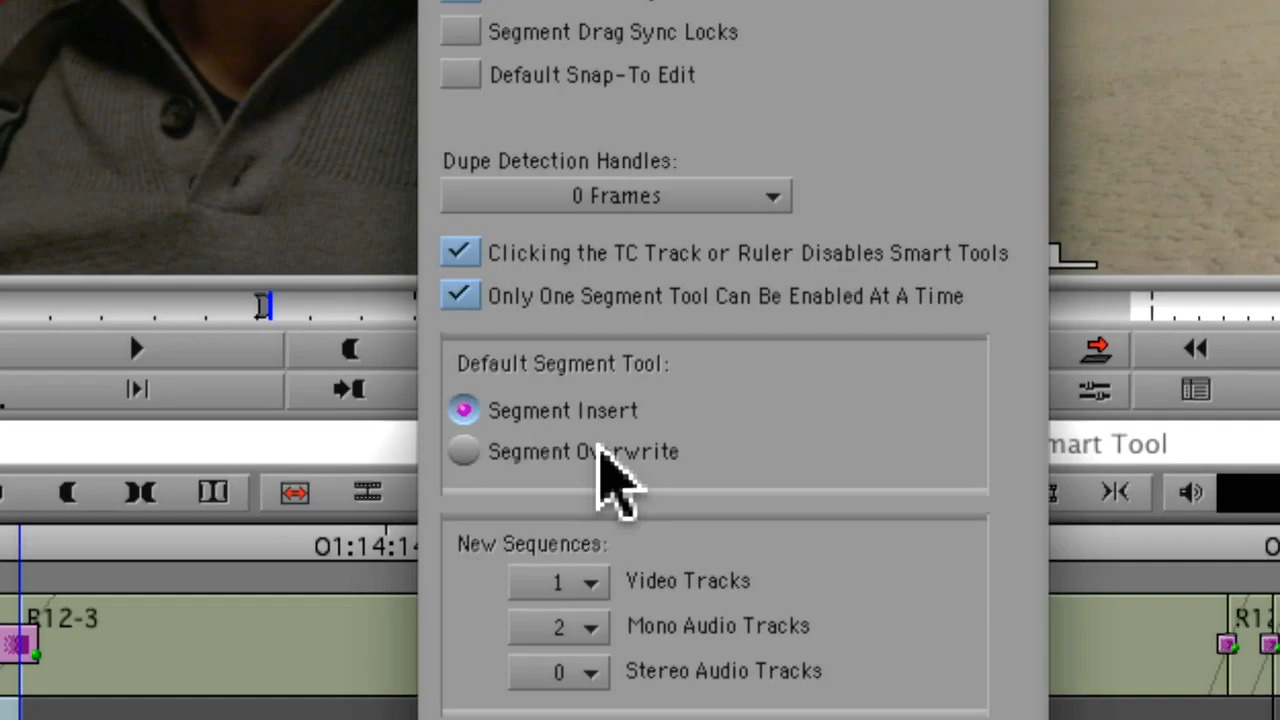 Segment Drag Sync Locks
Default Snap-To Edit
Dupe Detection Handles:
0 Frames
Clicking the TC Track or Ruler Disables Smart Tools
Only One Segment Tool Can Be Enabled At A Time
Default Segment Tool:
Segment Insert
Segment Overwrite
mart Tool
New Sequences:
01:14:14
1 Video Tracks
R12-3
R12
2 Mono Audio Tracks
0 Stereo Audio Tracks